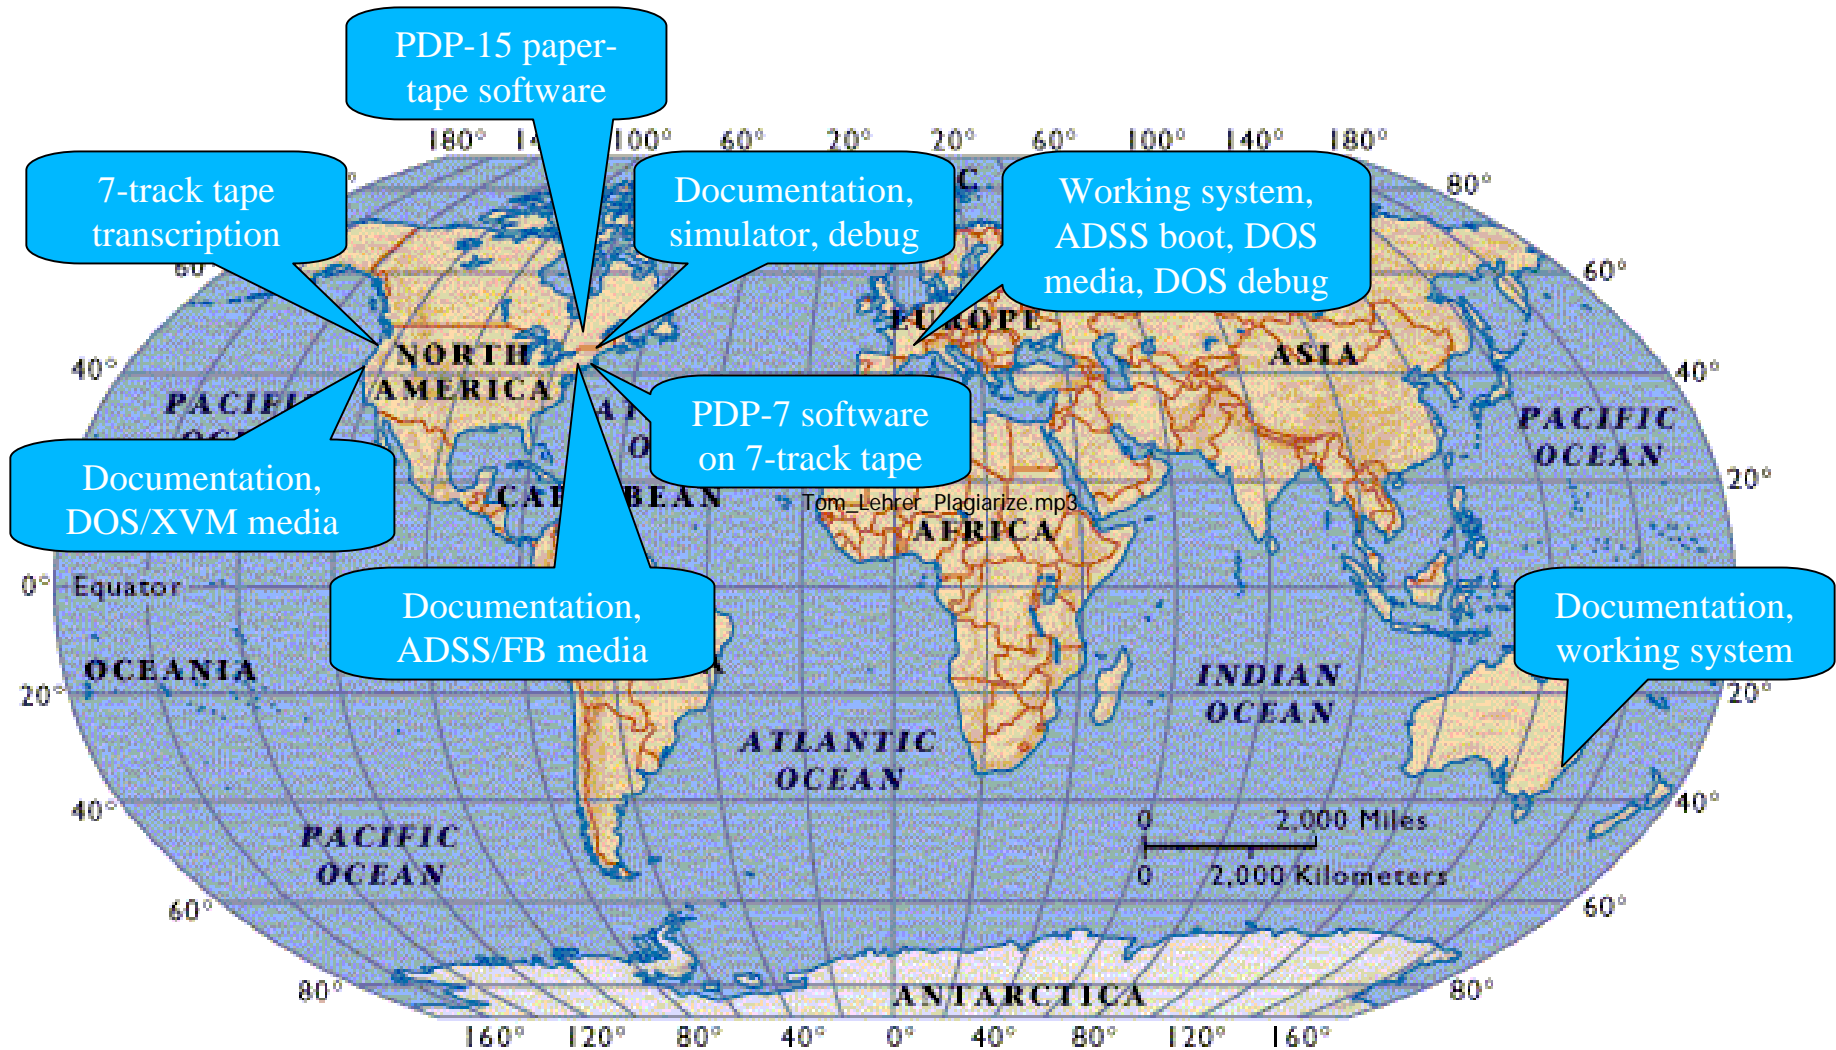 PDP-15 paper-
tape software
180° 100° 60° 20° 20° 60° 100° 140° 180°
7-track tape
transcription
Documentation,
simulator, debug
Working system,
ADSS boot, DOS
media, DOS debug
80°
60°
EUROPE
NORTH
AMERICA
ASIA
40°
40°
PACIFIC
OCEAN
PDP-7 software
on 7-track tape
Documentation,
DOS/XVM media
20°
Tom_Lehrer_Plagiarize.mp3
AFRICA
0°
Equator
Documentation,
ADSS/FB media
Documentation,
working system
OCEANIA
INDIAN
OCEAN
20°
20°
ATLANTIC
OCEAN
40°
40°
0 2,000 Miles
0 2,000 Kilometers
PACIFIC
OCEAN
60°
60°
80°
80°
ANTARCTICA
160° 120° 80° 40° 0° 40° 80° 120° 160°